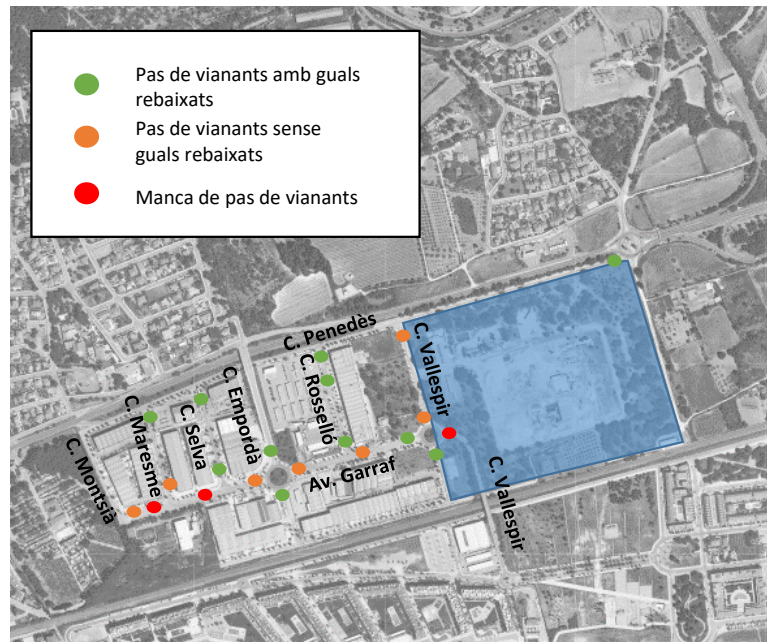 Pas de vianants amb guals
rebaixats
Pas de vianants sense
guals rebaixats
Manca de pas de vianants
C. Penedès
C. Vallespir
C. Rosselló
C. Empordà
C. Selva
C. Maresme
C. Montsià
Av. Garraf
C. Vallespir